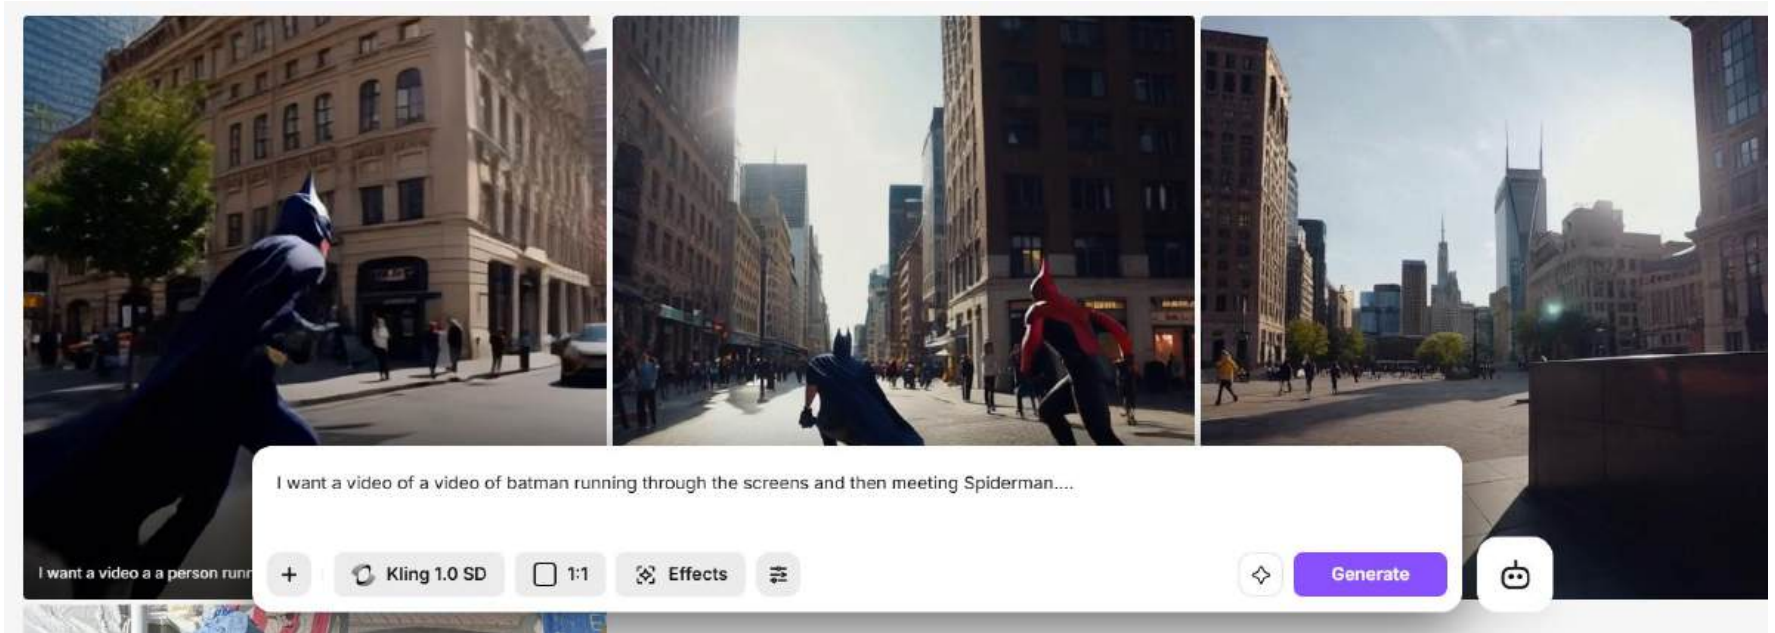 I want a video of a video of batman running through the screens and then meeting Spiderman....
I want a video a a person runr
+ Kling 1.0 SD 1:1 Effects Generate